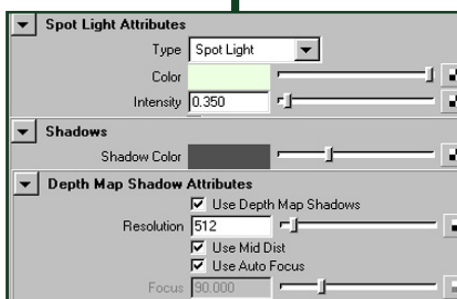 Spot Light Attributes
Type Spot Light
Color
Intensity 0.350
Shadows
Shadow Color
Depth Map Shadow Attributes
Use Depth Map Shadows
Resolution 512
Use Mid Dist
Use Auto Focus
Focus 90.000